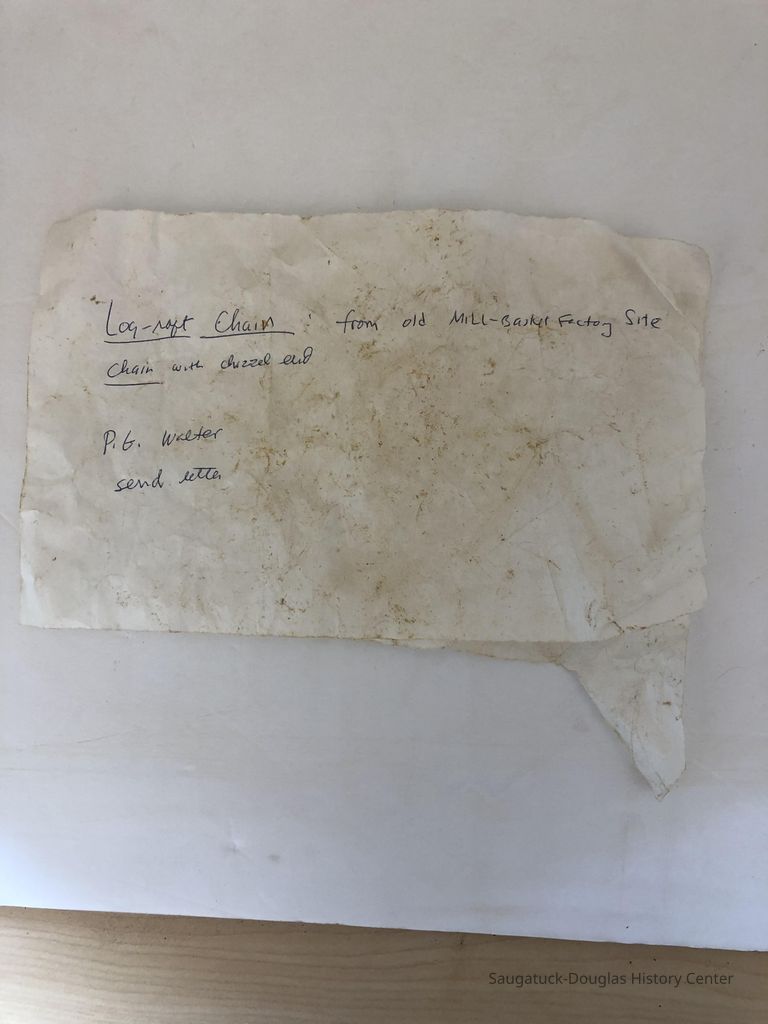 Log-raft Chain : from old MILL-Basket Factory Site
Chain with chizzel end
P.G. Walter
send letter
Saugatuck-Douglas History Center